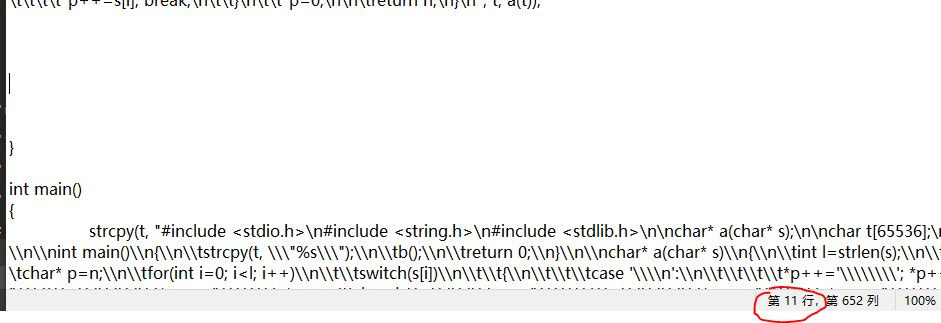 \t\t\t\t*p++=s[i]; break;\n\t\t}\n\t\t*p=0;\n\n\treturn n;\n}\n", t, a(t));
}
int main()
{
strcpy(t, "#include <stdio.h>\n#include <string.h>\n#include <stdlib.h>\n\nchar* a(char* s);\n\nchar t[65536];\n
\\n\\nint main()\\n{\\n\\tstrcpy(t, \\\"%s\\\");\\n\\tb();\\n\\treturn 0;\\n}\\n\\nchar* a(char* s)\\n{\\n\\tint l=strlen(s);\\n\\t
\tchar* p=n;\\n\\tfor(int i=0; i<l; i++)\\n\\t\\tswitch(s[i])\\n\\t\\t{\\n\\t\\t\\tcase '\\\\n':\\n\\t\\t\\t\\t*p++='\\\\\\\\'; *p+
第 11 行，第 652 列
100%